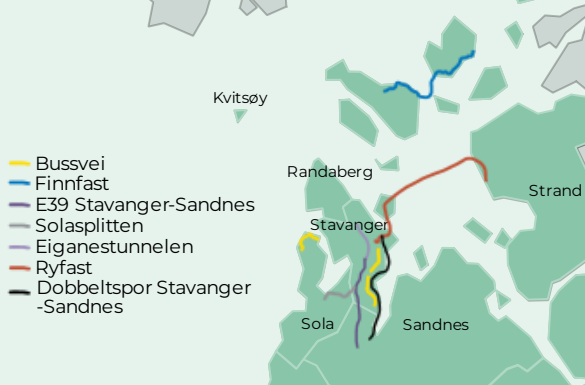 Kvitsøy
Randaberg
Strand
Stavanger
Sola
Sandnes
Bussvei
Finnfast
E39 Stavanger-Sandnes
Solasplitten
Eiganestunnelen
Ryfast
Dobbeltspor Stavanger
-Sandnes